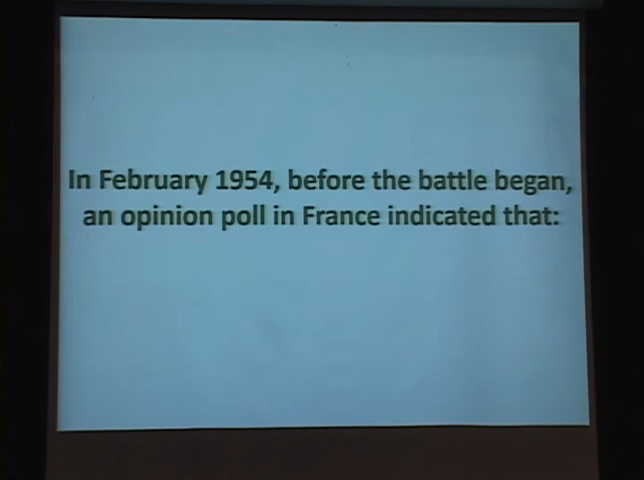 In February 1954, before the battle began,
an opinion poll in France indicated that: